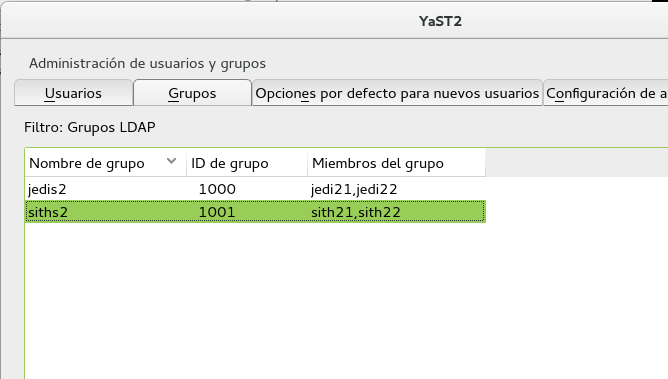 YaST2
Administración de usuarios y grupos
Usuarios Grupos Opciones por defecto para nuevos usuarios Configuración de a
Filtro: Grupos LDAP
Nombre de grupo ID de grupo Miembros del grupo
jedis2 1000 jedi21,jedi22
siths2 1001 sith21,sith22